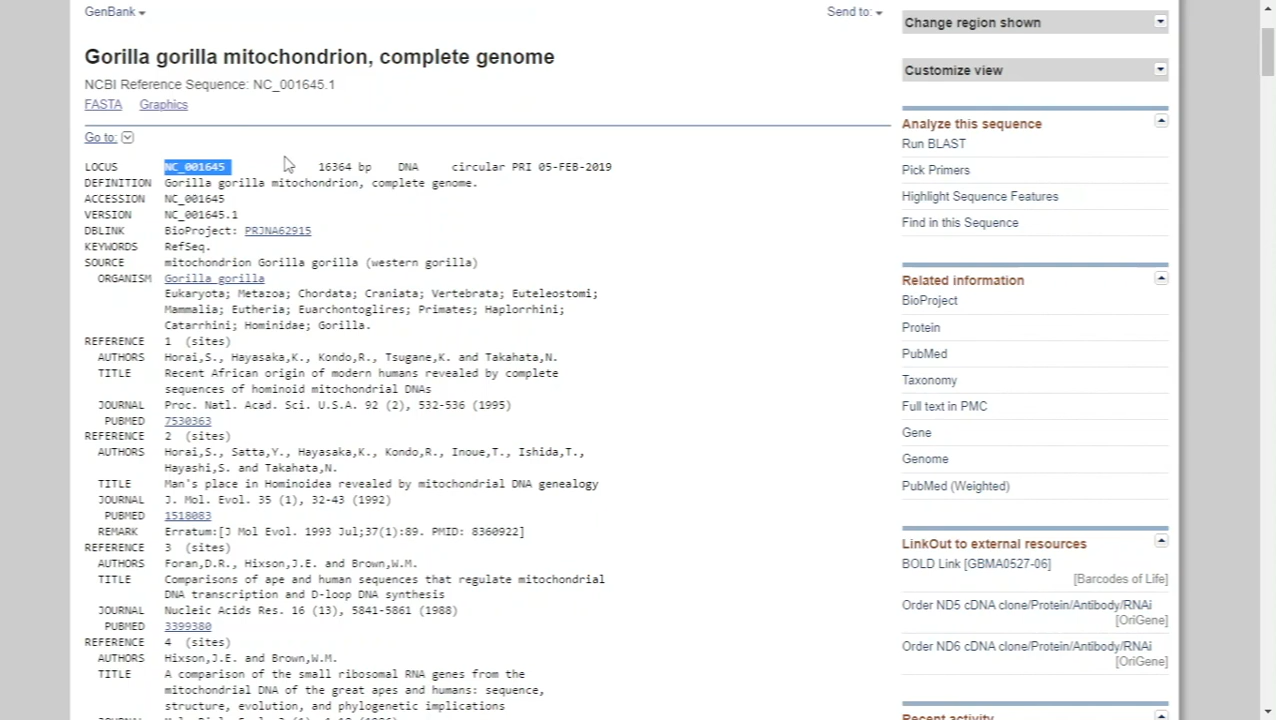 GenBank
Send to:
Gorilla gorilla mitochondrion, complete genome
NCBI Reference Sequence: NC_001645.1
FASTA Graphics
Go to:
LOCUS NC_001645 16364 bp DNA circular PRI 05-FEB-2019
DEFINITION Gorilla gorilla mitochondrion, complete genome.
ACCESSION NC_001645
VERSION NC_001645.1
DBLINK BioProject: PRJNA62915
KEYWORDS RefSeq.
SOURCE mitochondrion Gorilla gorilla (western gorilla)
ORGANISM Gorilla gorilla
Eukaryota; Metazoa; Chordata; Craniata; Vertebrata; Euteleostomi;
Mammalia; Eutheria; Euarchontoglires; Primates; Haplorrhini;
Catarrhini; Hominidae; Gorilla.
REFERENCE 1 (sites)
AUTHORS Horai,S., Hayasaka,K., Kondo,R., Tsugane,K. and Takahata,N.
TITLE Recent African origin of modern humans revealed by complete
sequences of hominoid mitochondrial DNAs
JOURNAL Proc. Natl. Acad. Sci. U.S.A. 92 (2), 532-536 (1995)
PUBMED 7530363
REFERENCE 2 (sites)
AUTHORS Horai,S., Satta,Y., Hayasaka,K., Kondo,R., Inoue,T., Ishida,T.,
Hayashi,S. and Takahata,N.
TITLE Man's place in Hominoidea revealed by mitochondrial DNA genealogy
JOURNAL J. Mol. Evol. 35 (1), 32-43 (1992)
PUBMED 1518083
REMARK Erratum:[J Mol Evol. 1993 Jul;37(1):89. PMID: 8360922]
REFERENCE 3 (sites)
AUTHORS Foran,D.R., Hixson,J.E. and Brown,W.M.
TITLE Comparisons of ape and human sequences that regulate mitochondrial
DNA transcription and D-loop DNA synthesis
JOURNAL Nucleic Acids Res. 16 (13), 5841-5861 (1988)
PUBMED 3399380
REFERENCE 4 (sites)
AUTHORS Hixson,J.E. and Brown,W.M.
TITLE A comparison of the small ribosomal RNA genes from the
mitochondrial DNA of the great apes and humans: sequence,
structure, evolution, and phylogenetic implications
Change region shown
Customize view
Analyze this sequence
Run BLAST
Pick Primers
Highlight Sequence Features
Find in this Sequence
Related information
BioProject
Protein
PubMed
Taxonomy
Full text in PMC
Gene
Genome
PubMed (Weighted)
LinkOut to external resources
BOLD Link [GBMA0527-06]
[Barcodes of Life]
Order ND5 cDNA clone/Protein/Antibody/RNAi
[OriGene]
Order ND6 cDNA clone/Protein/Antibody/RNAi
[OriGene]
Recent activity